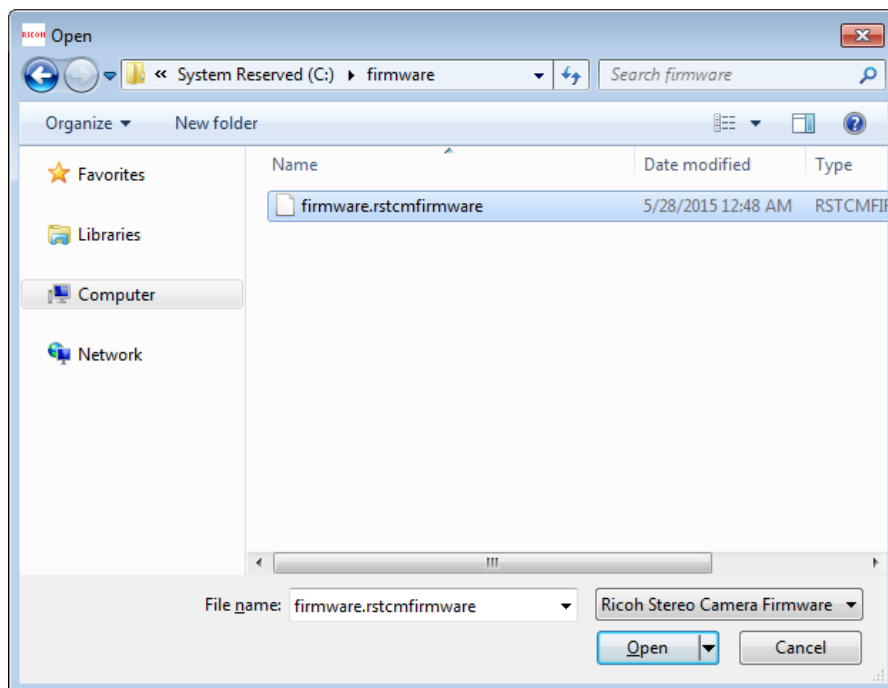 RICOH Open
« System Reserved (C:) ▸ firmware Search firmware
Organize New folder
Name Date modified Type
Favorites
firmware.rstcmfirmware 5/28/2015 12:48 AM RSTCMFI
Libraries
Computer
Network
File name: firmware.rstcmfirmware Ricoh Stereo Camera Firmware
Open Cancel